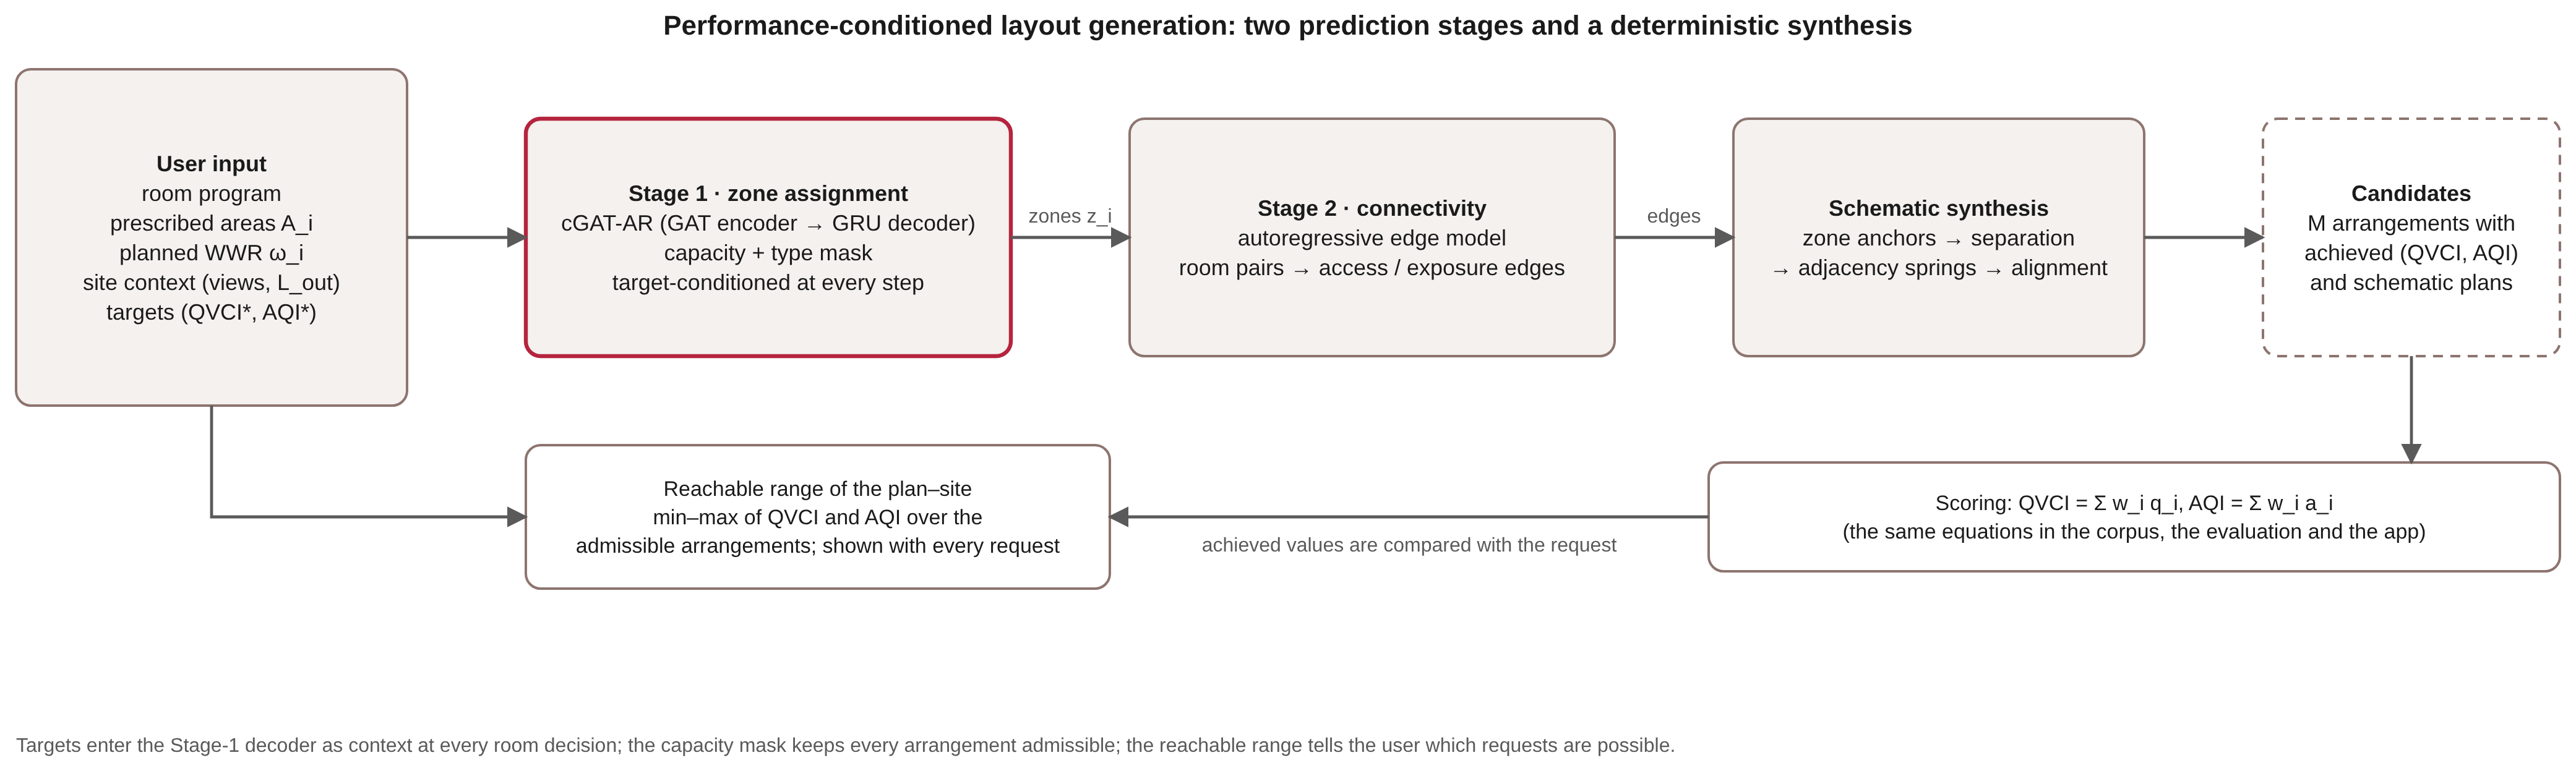 Performance-conditioned layout generation: two prediction stages and a deterministic synthesis
User input
room program
prescribed areas A_i
planned WWR ω_i
site context (views, L_out)
targets (QVCI*, AQI*)
Stage 1 · zone assignment
cGAT-AR (GAT encoder → GRU decoder)
capacity + type mask
target-conditioned at every step
zones z_i
Stage 2 · connectivity
autoregressive edge model
room pairs → access / exposure edges
edges
Schematic synthesis
zone anchors → separation
→ adjacency springs → alignment
Candidates
M arrangements with
achieved (QVCI, AQI)
and schematic plans
Reachable range of the plan–site
min–max of QVCI and AQI over the
admissible arrangements; shown with every request
achieved values are compared with the request
Scoring: QVCI = Σ w_i q_i, AQI = Σ w_i a_i
(the same equations in the corpus, the evaluation and the app)
Targets enter the Stage-1 decoder as context at every room decision; the capacity mask keeps every arrangement admissible; the reachable range tells the user which requests are possible.